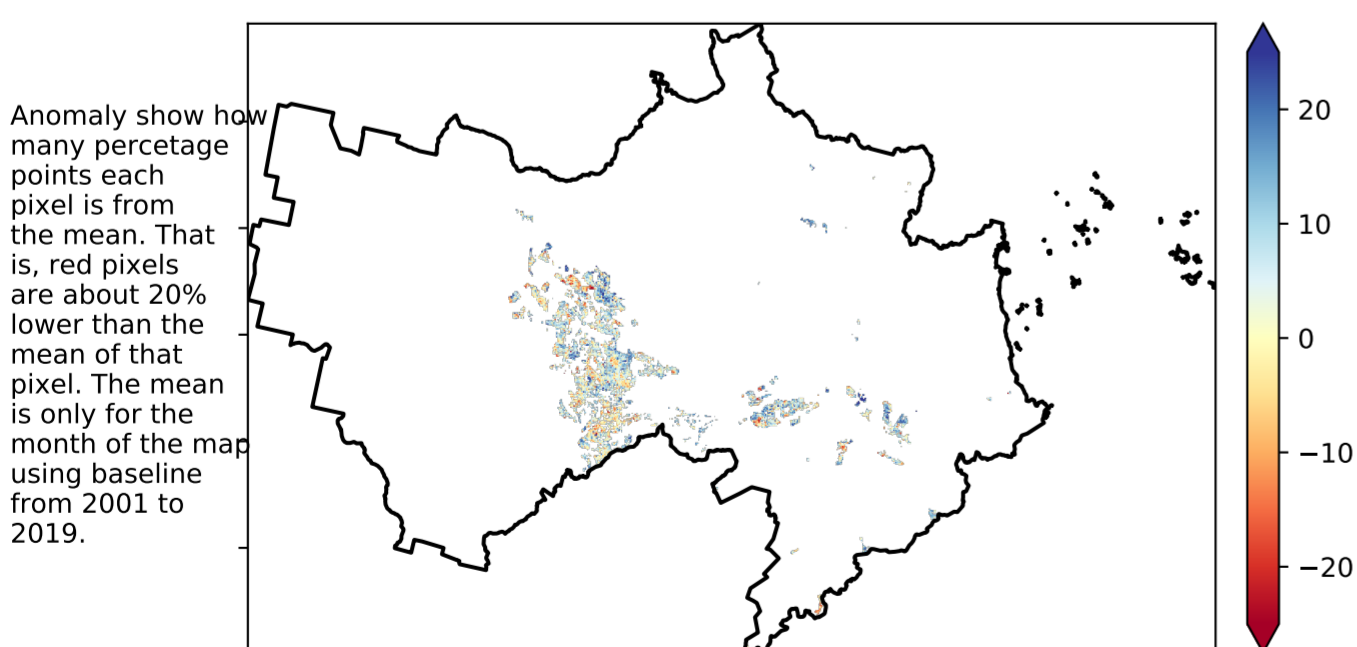 Anomaly show how
many percetage
points each
pixel is from
the mean. That
is, red pixels
are about 20%
lower than the
mean of that
pixel. The mean
is only for the
month of the map
using baseline
from 2001 to
2019.
20
10
0
−10
−20